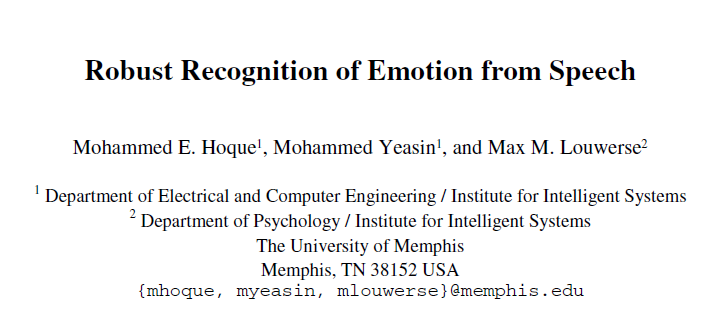 Robust Recognition of Emotion from Speech
Mohammed E. Hoque¹, Mohammed Yeasin¹, and Max M. Louwerse²
¹ Department of Electrical and Computer Engineering / Institute for Intelligent Systems
² Department of Psychology / Institute for Intelligent Systems
The University of Memphis
Memphis, TN 38152 USA
{mhoque, myeasin, mlouwerse}@memphis.edu